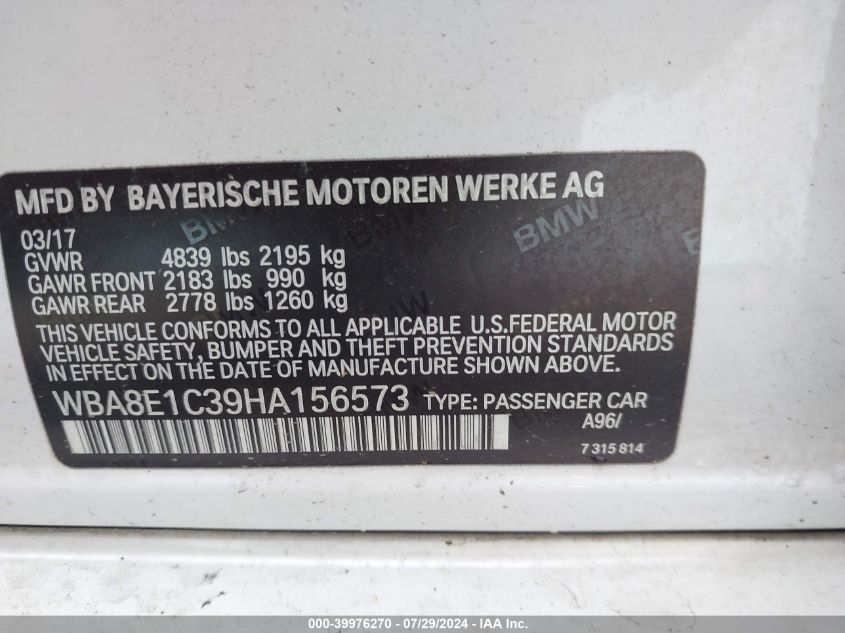 MFD BY BAYERISCHE MOTOREN WERKE AG
03/17
GVWR 4839 lbs 2195 kg
GAWR FRONT 2183 lbs 990 kg
GAWR REAR 2778 lbs 1260 kg
THIS VEHICLE CONFORMS TO ALL APPLICABLE U.S.FEDERAL MOTOR
VEHICLE SAFETY, BUMPER AND THEFT PREVENTION STANDARDS
IN EFFECT ON THE DATE OF MANUFACTURE SHOWN ABOVE.
WBA8E1C39HA156573 TYPE: PASSENGER CAR
A96/
7 315 814
BMW
BMW
BMW
000-39976270 - 07/29/2024 - IAA Inc.